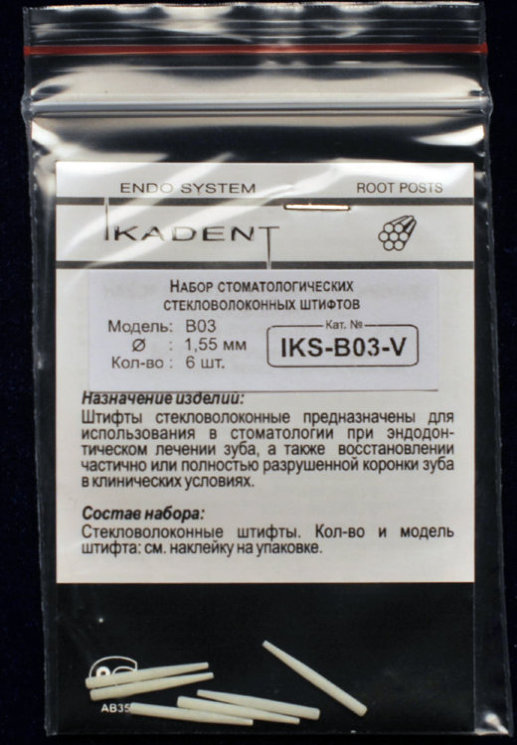 ENDO SYSTEM ROOT POSTS
IKADENT
НАБОР СТОМАТОЛОГИЧЕСКИХ
СТЕКЛОВОЛОКОННЫХ ШТИФТОВ
Модель: B03
Ø : 1,55 мм
Кол-во : 6 шт.
Кат. №
IKS-B03-V
Назначение изделий:
Штифты стекловолоконные предназначены для
использования в стоматологии при эндодон-
тическом лечении зуба, а также восстановлении
частично или полностью разрушенной коронки зуба
в клинических условиях.
Состав набора:
Стекловолоконные штифты. Кол-во и модель
штифта: см. наклейку на упаковке.